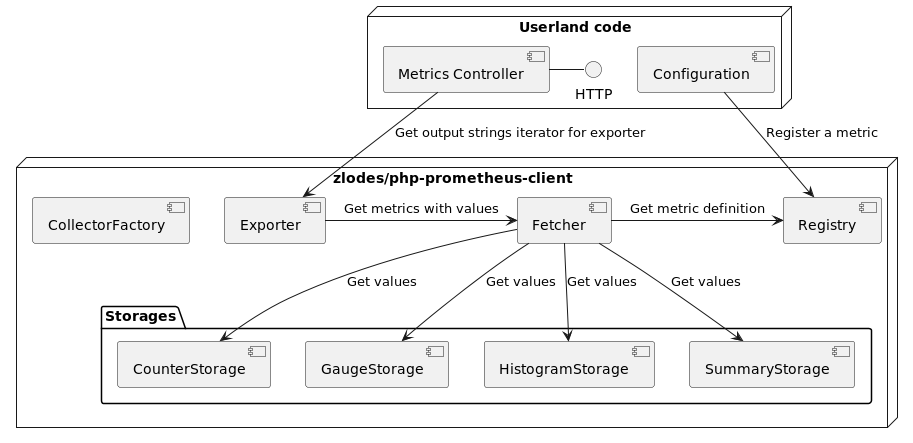 Userland code
Metrics Controller
HTTP
Configuration
Get output strings iterator for exporter
Register a metric
zlodes/php-prometheus-client
CollectorFactory
Exporter
Get metrics with values
Fetcher
Get metric definition
Registry
Get values
Get values
Get values
Get values
Storages
CounterStorage
GaugeStorage
HistogramStorage
SummaryStorage